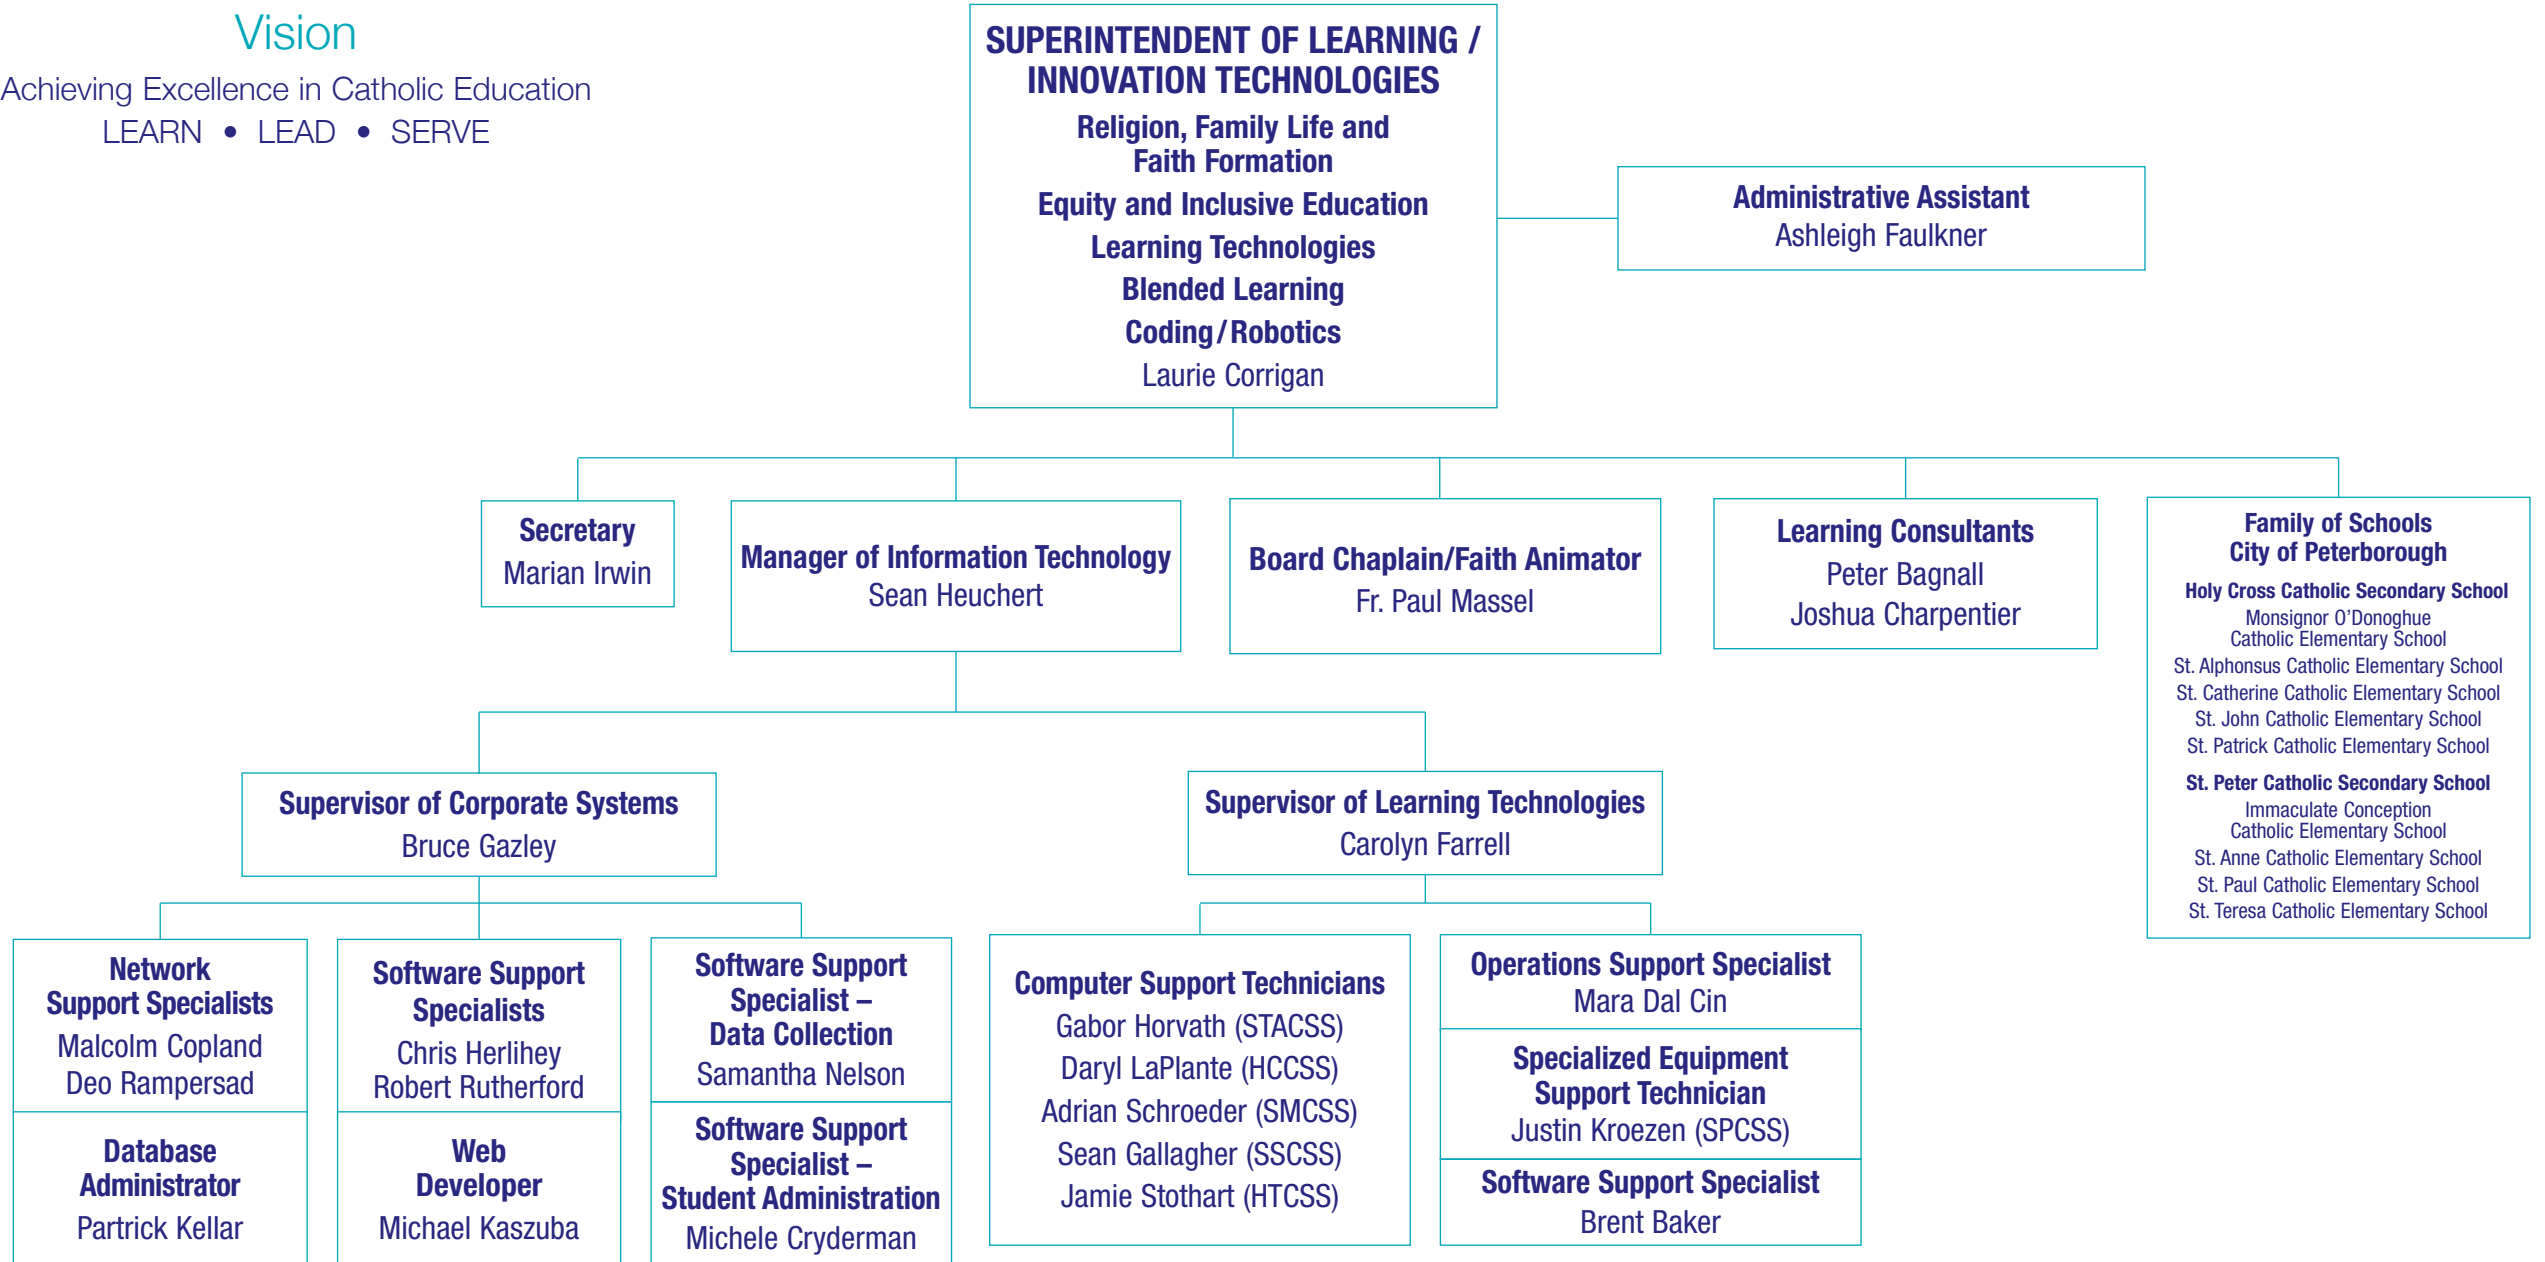 Vision
Achieving Excellence in Catholic Education
LEARN • LEAD • SERVE
SUPERINTENDENT OF LEARNING /
INNOVATION TECHNOLOGIES
Religion, Family Life and
Faith Formation
Equity and Inclusive Education
Learning Technologies
Blended Learning
Coding/Robotics
Laurie Corrigan
Administrative Assistant
Ashleigh Faulkner
Secretary
Marian Irwin
Manager of Information Technology
Sean Heuchert
Board Chaplain/Faith Animator
Fr. Paul Massel
Learning Consultants
Peter Bagnall
Joshua Charpentier
Family of Schools
City of Peterborough
Holy Cross Catholic Secondary School
Monsignor O'Donoghue
Catholic Elementary School
St. Alphonsus Catholic Elementary School
St. Catherine Catholic Elementary School
St. John Catholic Elementary School
St. Patrick Catholic Elementary School
St. Peter Catholic Secondary School
Immaculate Conception
Catholic Elementary School
St. Anne Catholic Elementary School
St. Paul Catholic Elementary School
St. Teresa Catholic Elementary School
Supervisor of Corporate Systems
Bruce Gazley
Supervisor of Learning Technologies
Carolyn Farrell
Network
Support Specialists
Malcolm Copland
Deo Rampersad
Database
Administrator
Partrick Kellar
Software Support
Specialists
Chris Herlihey
Robert Rutherford
Web
Developer
Michael Kaszuba
Software Support
Specialist –
Data Collection
Samantha Nelson
Software Support
Specialist –
Student Administration
Michele Cryderman
Computer Support Technicians
Gabor Horvath (STACSS)
Daryl LaPlante (HCCSS)
Adrian Schroeder (SMCSS)
Sean Gallagher (SSCSS)
Jamie Stothart (HTCSS)
Operations Support Specialist
Mara Dal Cin
Specialized Equipment
Support Technician
Justin Kroezen (SPCSS)
Software Support Specialist
Brent Baker